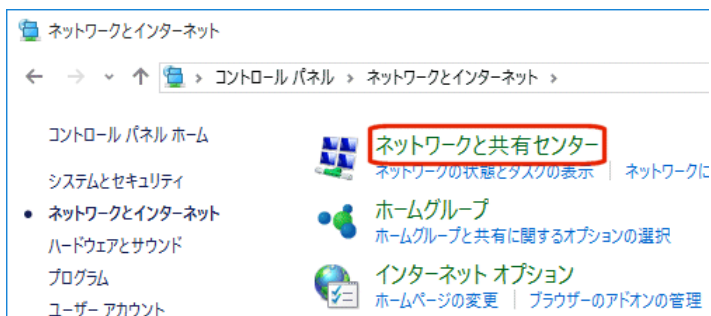 ネットワークとインターネット
コントロール パネル › ネットワークとインターネット ›
コントロール パネル ホーム
システムとセキュリティ
ネットワークとインターネット
ハードウェアとサウンド
プログラム
ユーザー アカウント
ネットワークと共有センター
ネットワークの状態とタスクの表示 | ネットワークに
ホームグループ
ホームグループと共有に関するオプションの選択
インターネット オプション
ホームページの変更 | ブラウザーのアドオンの管理